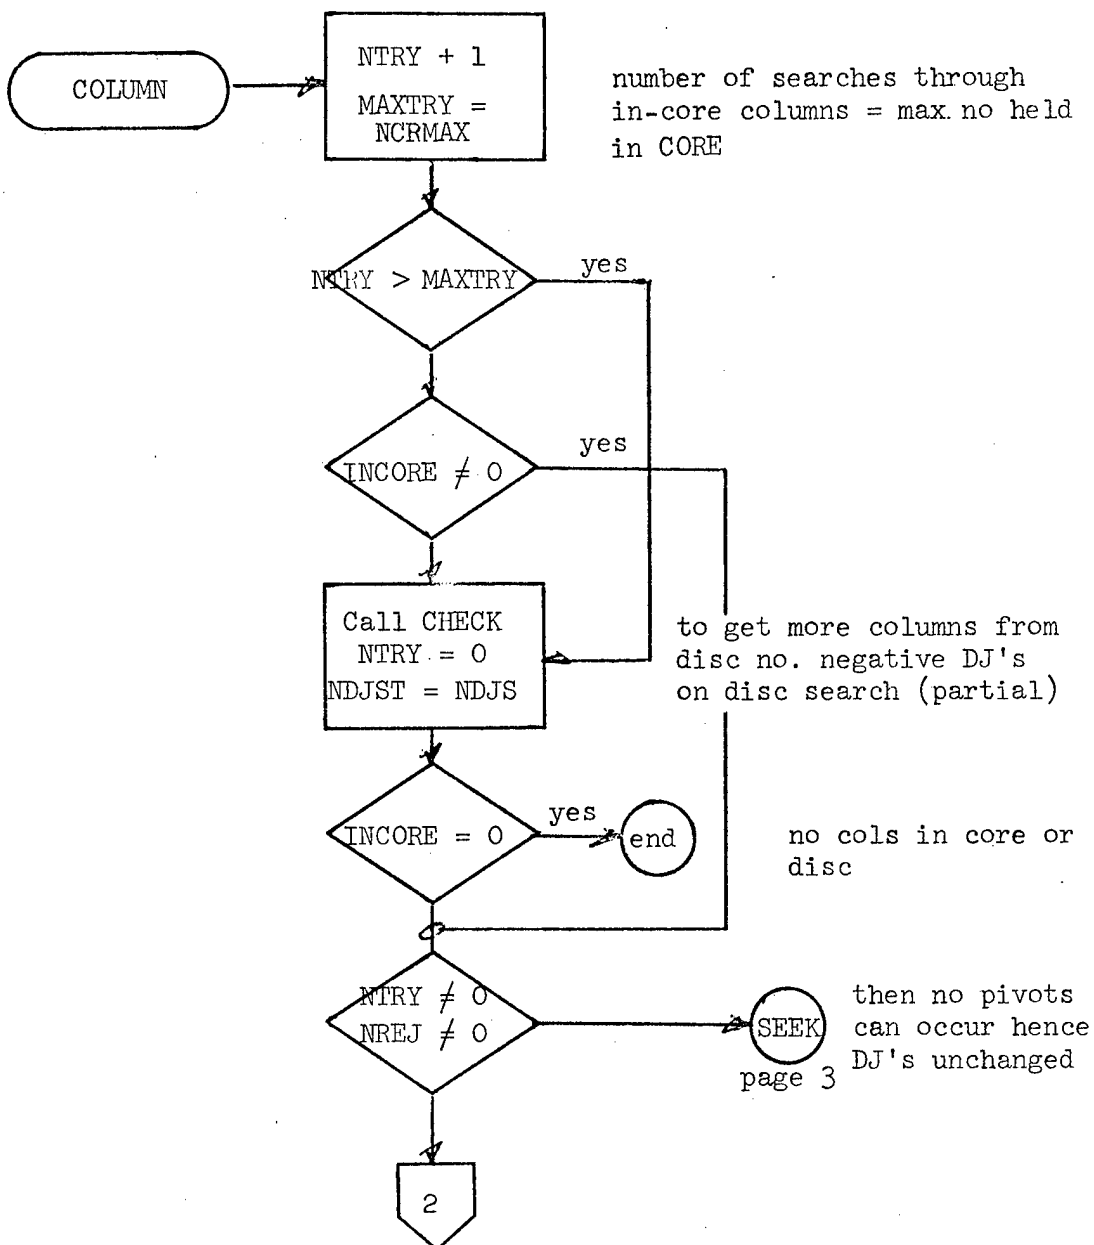 COLUMN
NTRY + 1
MAXTRY =
NCRMAX
number of searches through
in-core columns = max. no held
in CORE
NTRY > MAXTRY
yes
INCORE ≠ 0
yes
Call CHECK
NTRY = 0
NDJST = NDJS
to get more columns from
disc no. negative DJ's
on disc search (partial)
INCORE = 0
yes
end
no cols in core or
disc
NTRY ≠ 0
NREJ ≠ 0
SEEK
page 3
then no pivots
can occur hence
DJ's unchanged
2